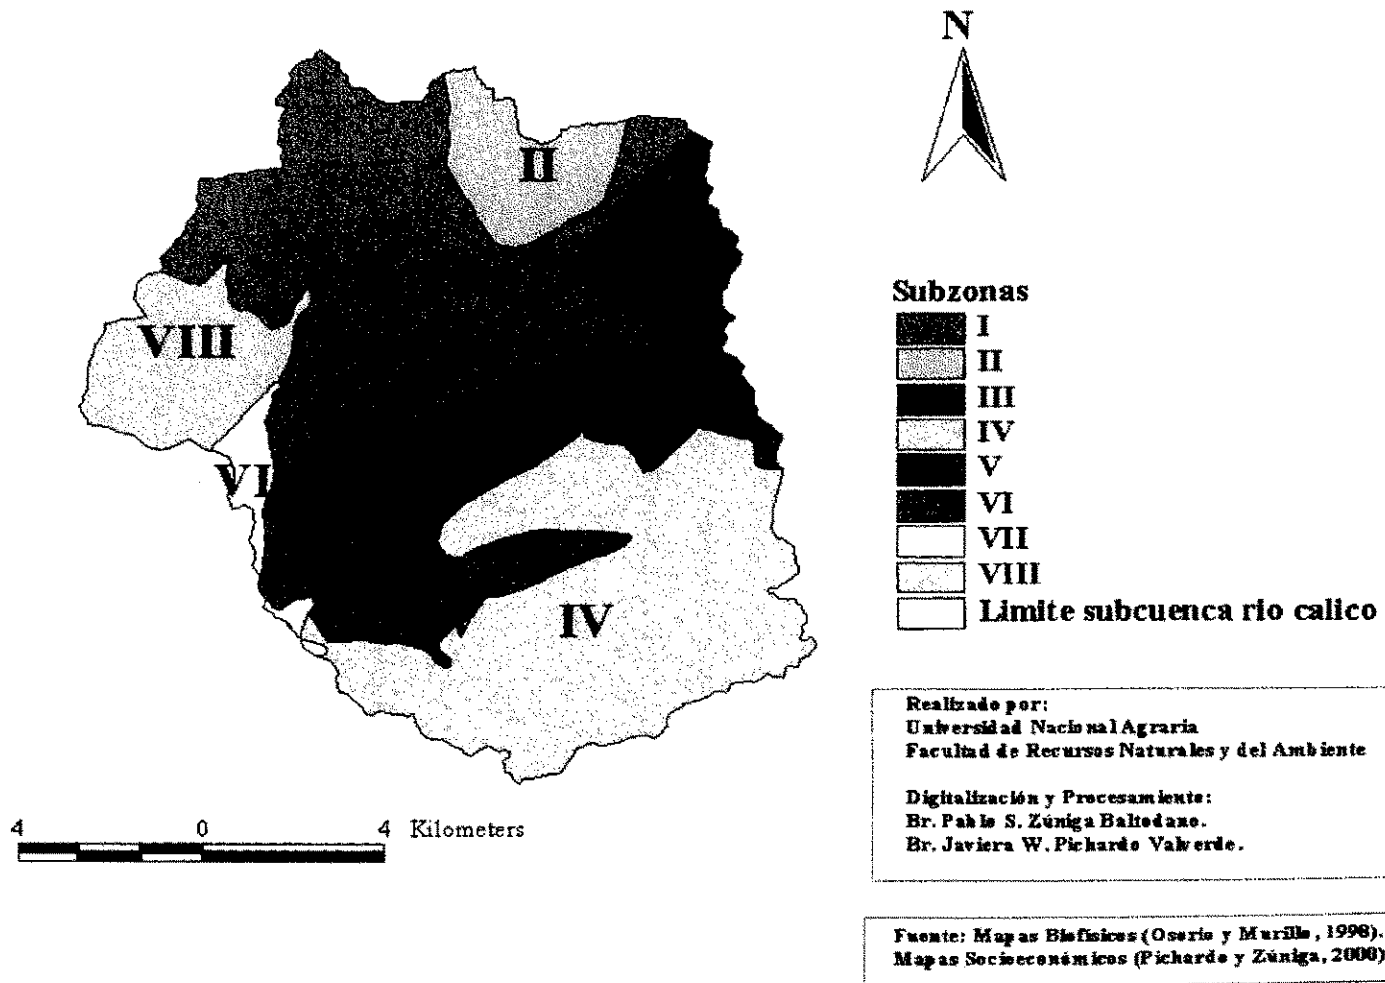 N
II
VIII
VI
IV
Subzonas
I
II
III
IV
V
VI
VII
VIII
Limite subcuenca rio calico
4 0 4 Kilometers
Realizado por:
Universidad Nacional Agraria
Facultad de Recursos Naturales y del Ambiente
Digitalización y Procesamiento:
Br. Pablo S. Zúniga Baltodano.
Br. Javiera W. Pichardo Valverde.
Fuente: Mapas Biofísicos (Osorio y Murillo, 1998).
Mapas Socioeconómicos (Pichardo y Zúniga, 2000)